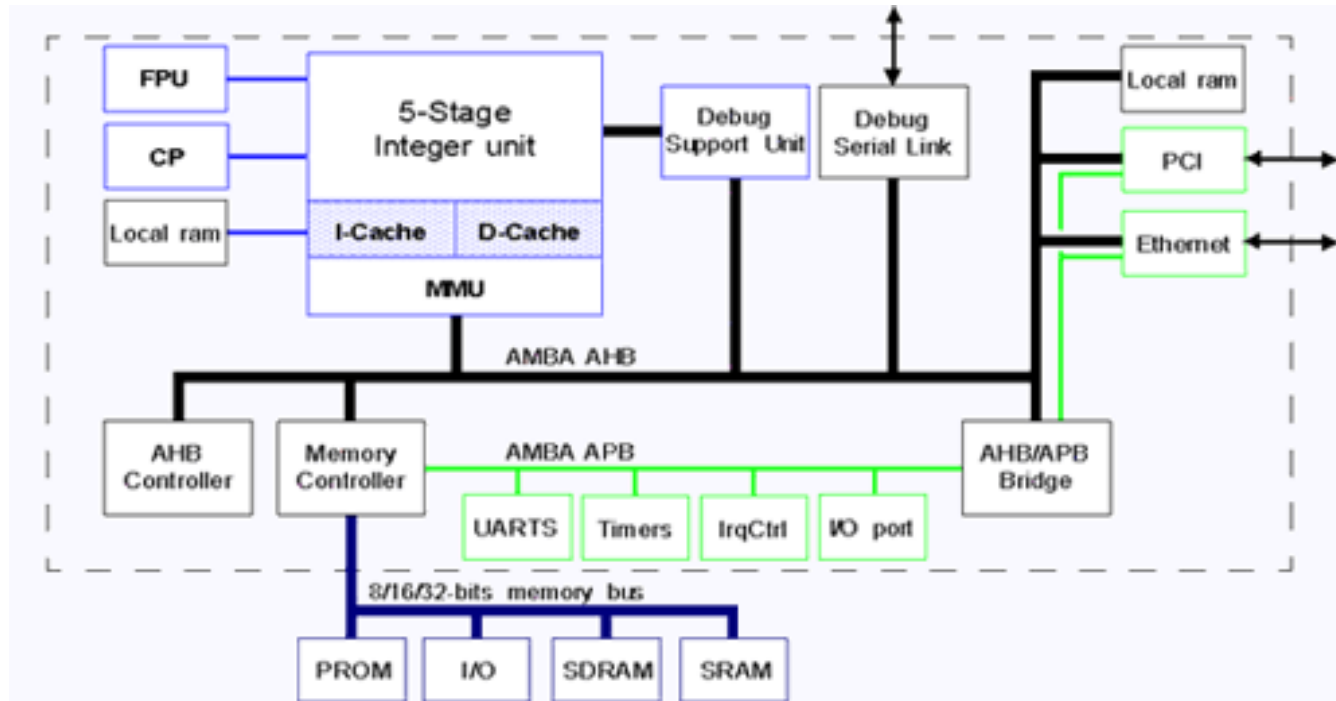 FPU
CP
Local ram
5-Stage
Integer unit
I-Cache
D-Cache
MMU
Debug
Support Unit
Debug
Serial Link
Local ram
PCI
Ethernet
AMBA AHB
AHB
Controller
Memory
Controller
AMBA APB
AHB/APB
Bridge
UARTS
Timers
IrqCtrl
I/O port
8/16/32-bits memory bus
PROM
I/O
SDRAM
SRAM